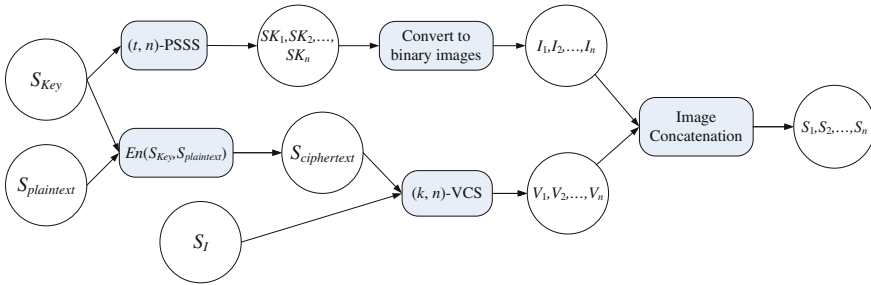 S_Key
(t, n)-PSSS
SK_1,SK_2,...,
SK_n
Convert to
binary images
I_1,I_2,...,I_n
S_plaintext
En(S_Key,S_plaintext)
S_ciphertext
S_I
(k, n)-VCS
V_1,V_2,...,V_n
Image
Concatenation
S_1,S_2,...,S_n